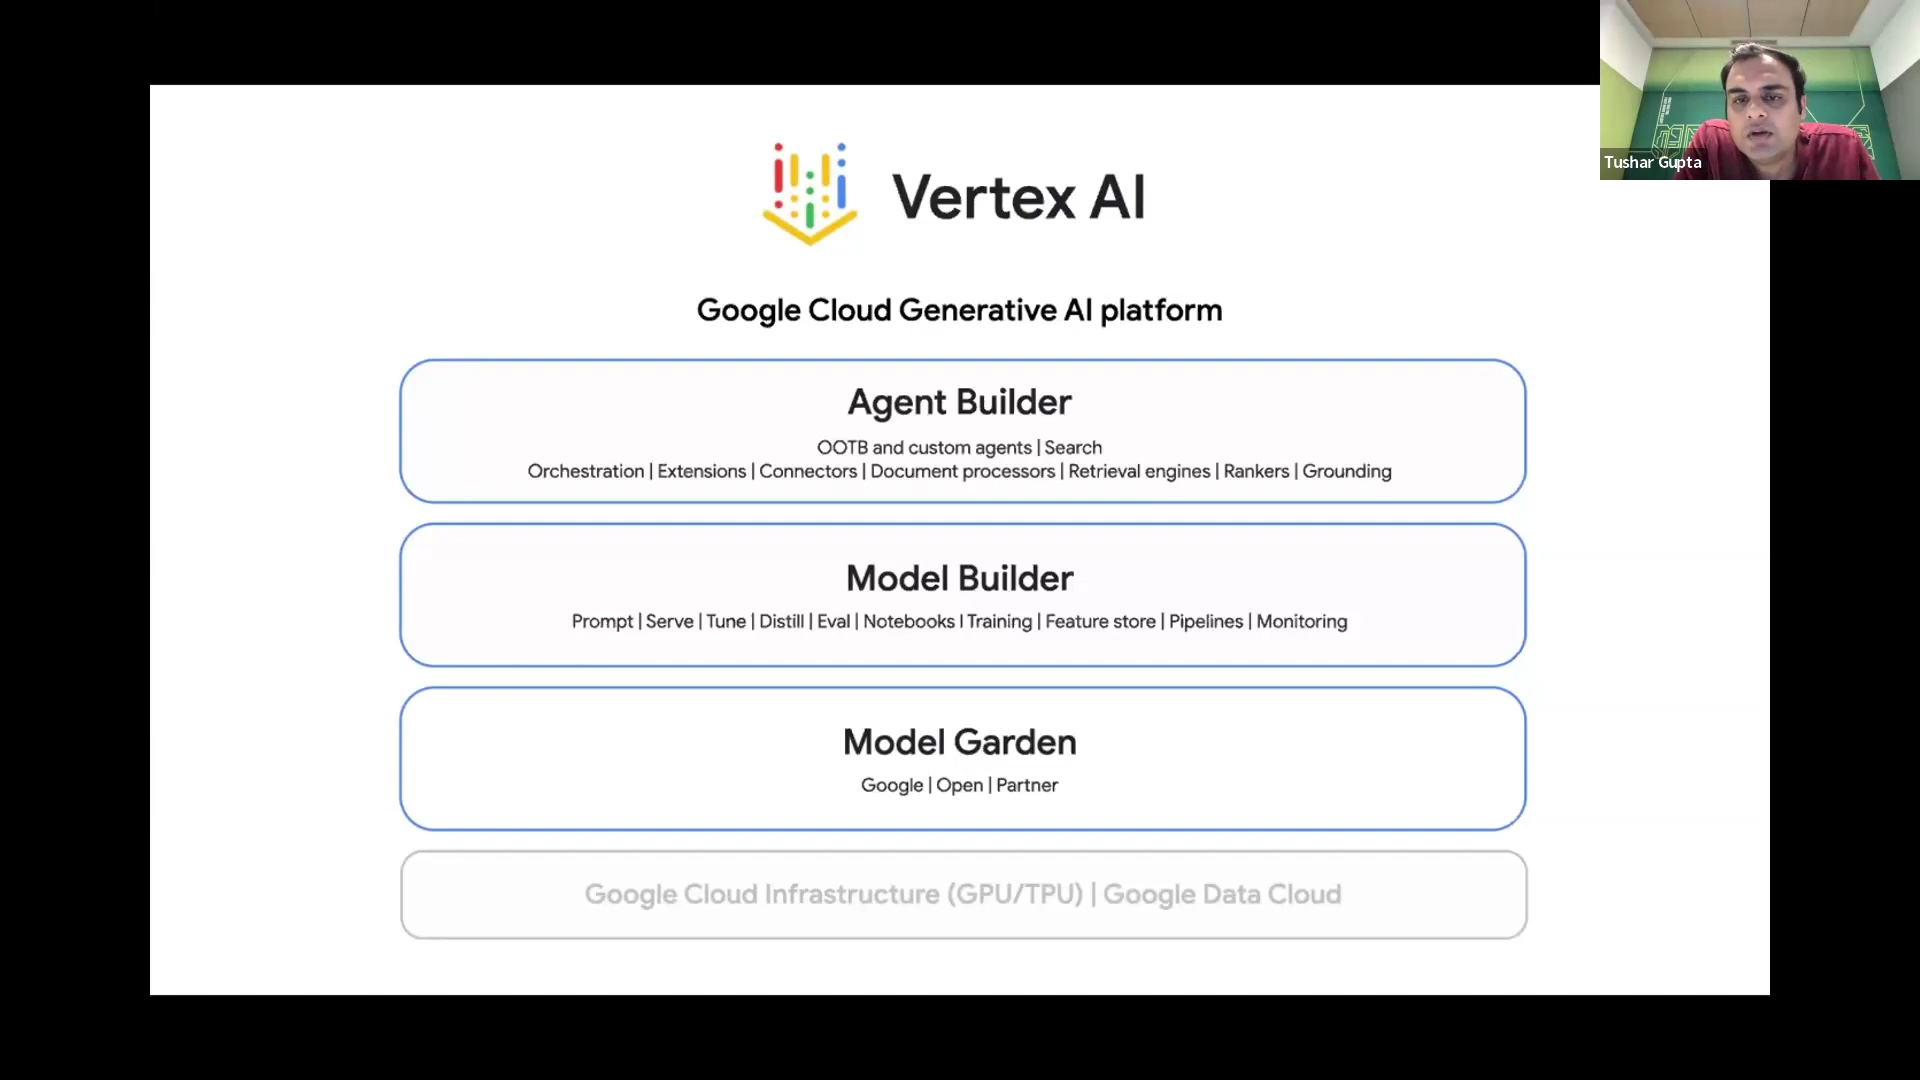 Vertex AI
Google Cloud Generative AI platform
Agent Builder
OOTB and custom agents | Search
Orchestration | Extensions | Connectors | Document processors | Retrieval engines | Rankers | Grounding
Model Builder
Prompt | Serve | Tune | Distill | Eval | Notebooks | Training | Feature store | Pipelines | Monitoring
Model Garden
Google | Open | Partner
Google Cloud Infrastructure (GPU/TPU) | Google Data Cloud
Tushar Gupta